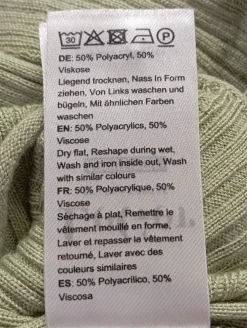 30 P
DE: 50% Polyacryl, 50%
Viskose
Liegend trocknen, Nass In Form
ziehen, Von Links waschen und
bügeln, Mit ähnlichen Farben
waschen
EN: 50% Polyacrylics, 50%
Viscose
Dry flat, Reshape during wet,
Wash and iron inside out, Wash
with similar colours
FR: 50% Polyacrylique, 50%
Viscose
Séchage à plat, Remettre le
vêtement mouillé en forme,
Laver et repasser le vêtement
retourné, Laver avec des
couleurs similaires
ES: 50% Polyacrilico, 50%
Viscosa